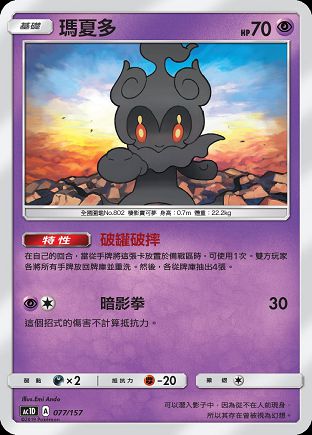 基礎 瑪夏多 HP70
全國圖鑑No.802 棲影寶可夢 身高：0.7m 體重：22.2kg
特性 破罐破摔
在自己的回合，當從手牌將這張卡放置於備戰區時，可使用1次。雙方玩家
各將所有手牌放回牌庫並重洗。然後，各從牌庫抽出4張。
暗影拳 30
這個招式的傷害不計算抵抗力。
弱點 ×2 抵抗力 -20 撤退
Illus.Emi Ando
AC1D A 077/157
©2019 Pokémon
可以潛入影子中，因為從不在人前現身，
所以其存在曾被視為幻想。